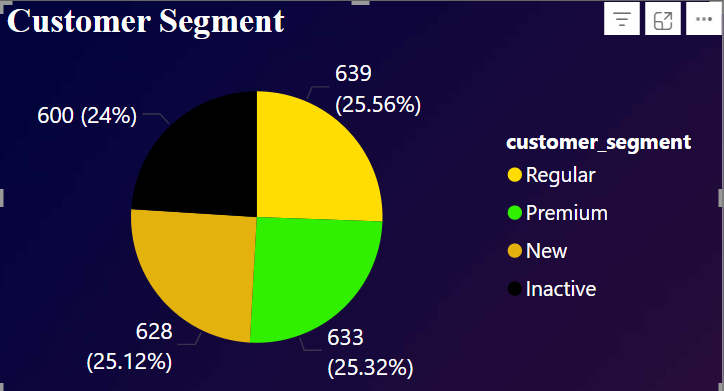 Customer Segment
639
(25.56%)
600 (24%)
628
(25.12%)
633
(25.32%)
customer_segment
Regular
Premium
New
Inactive